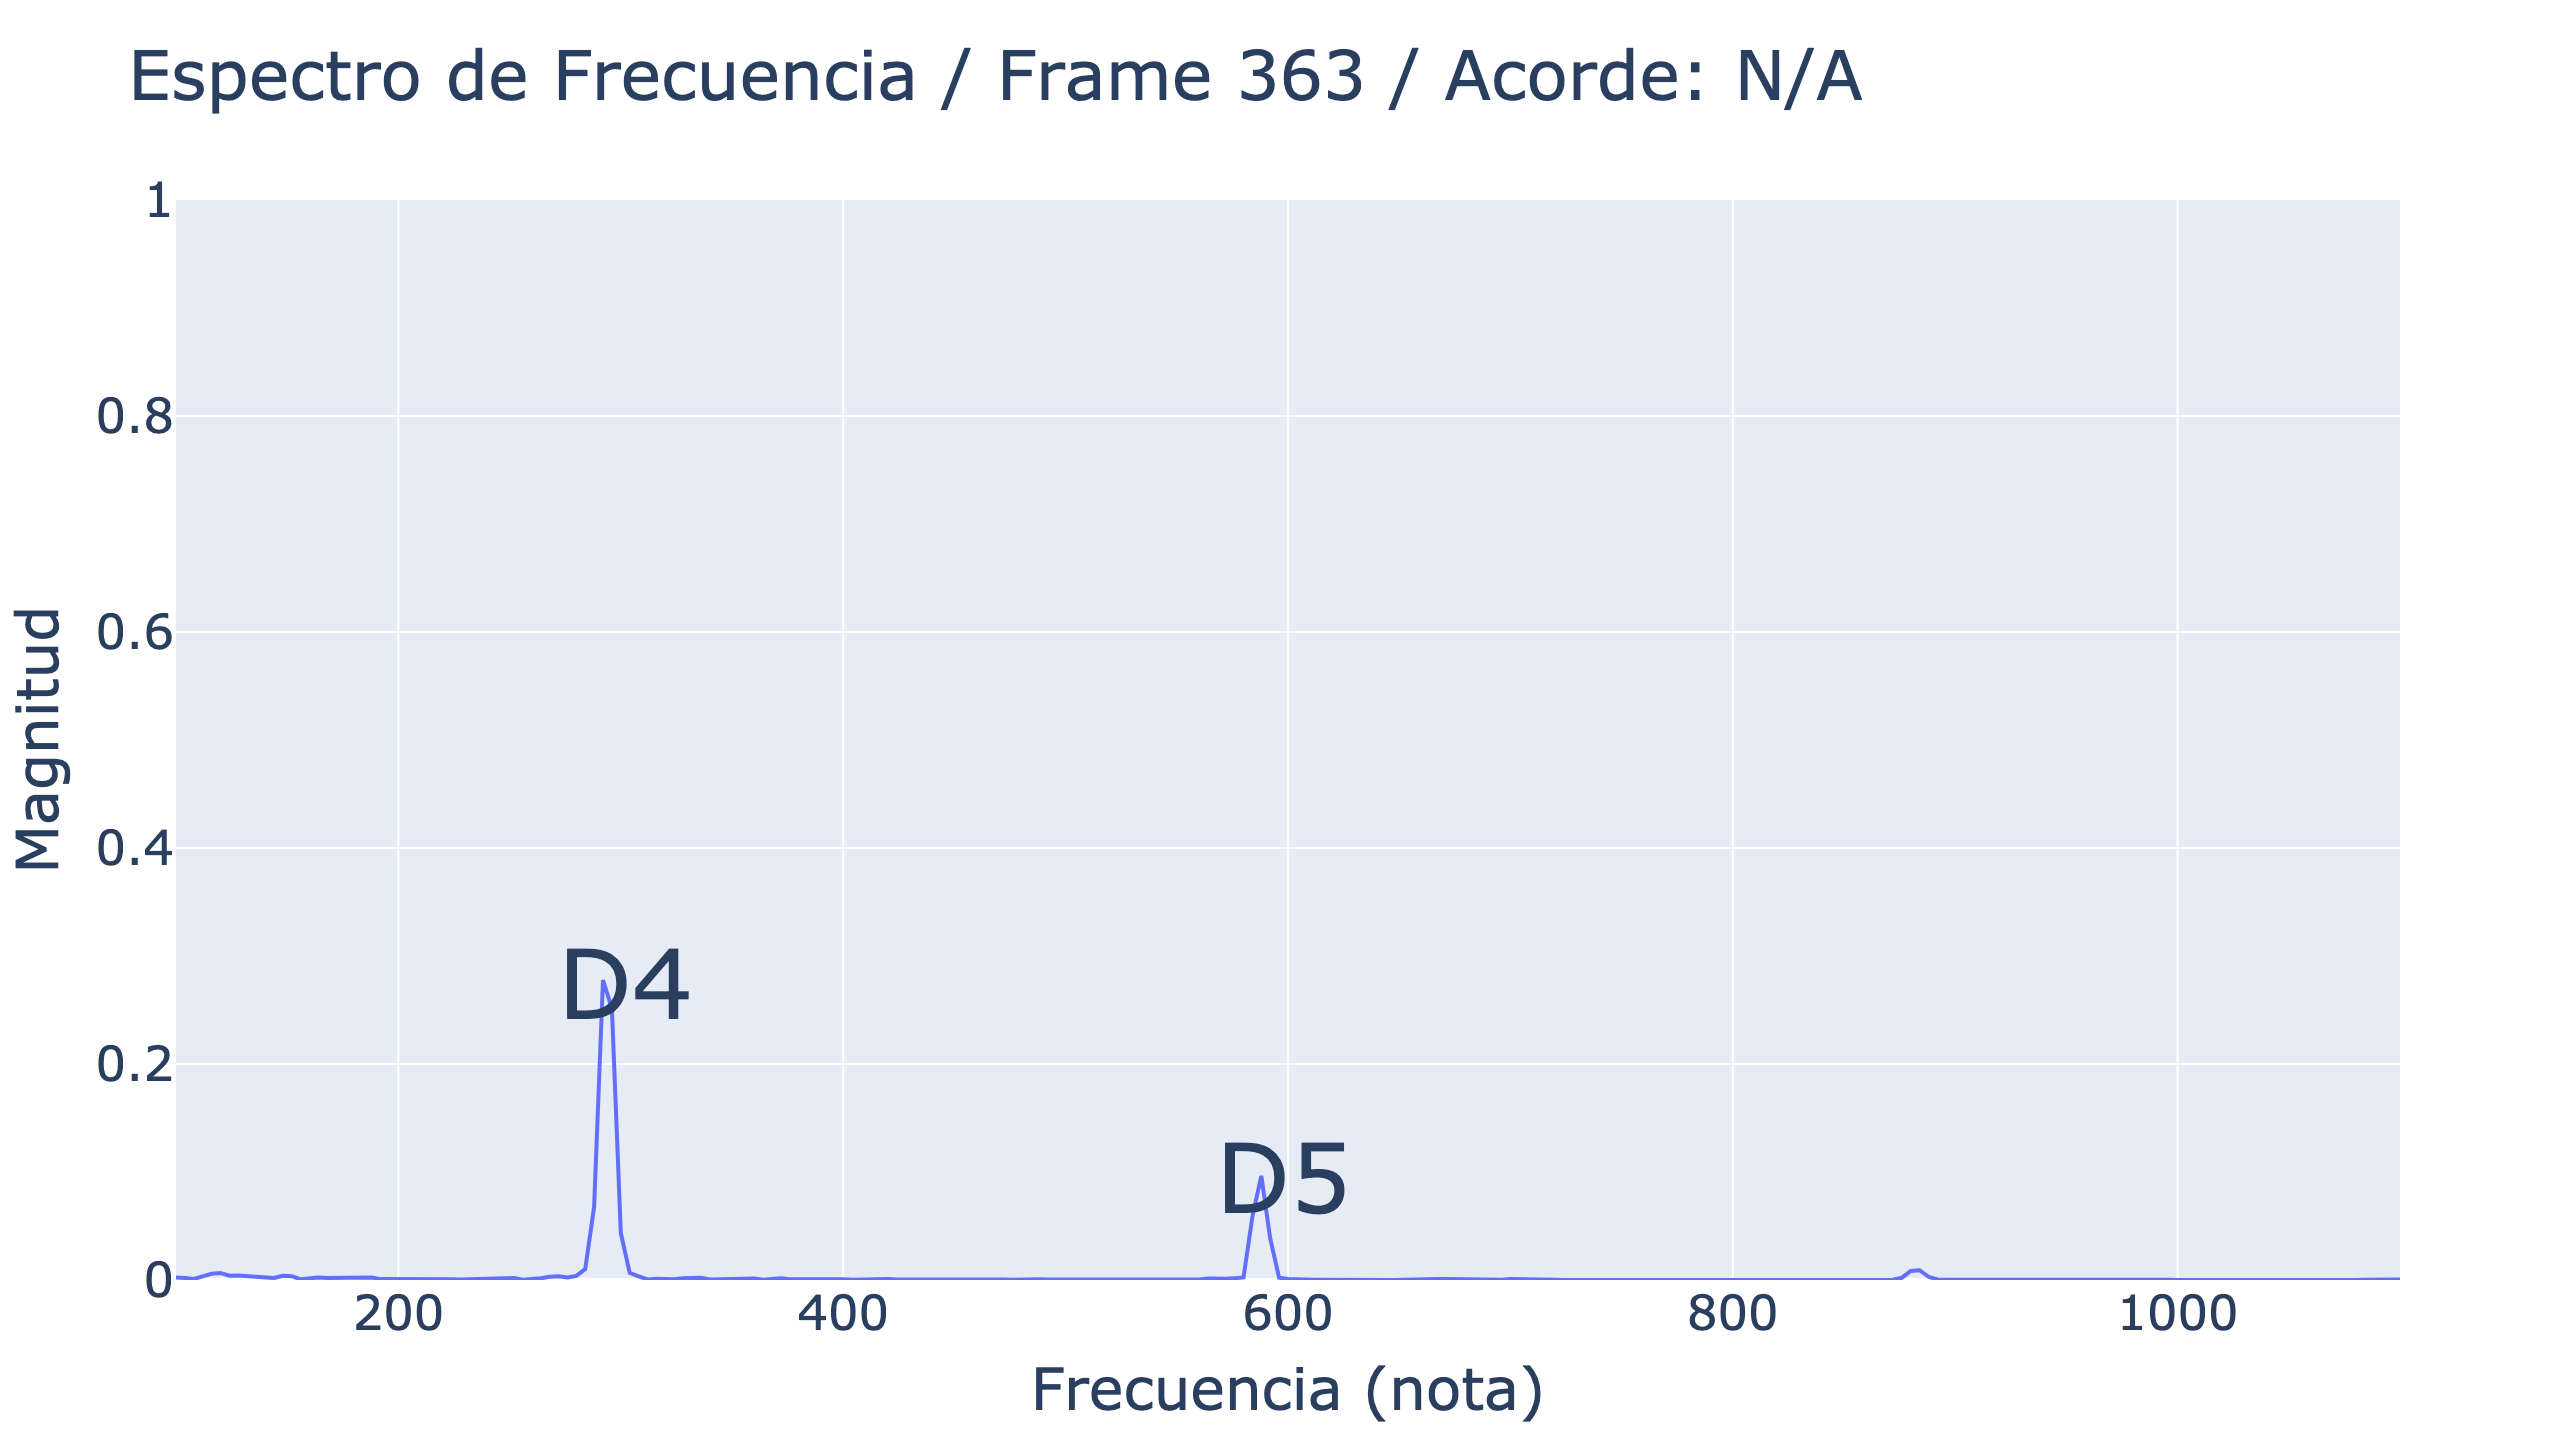 Espectro de Frecuencia / Frame 363 / Acorde: N/A
1
0.8
0.6
0.4
0.2
0
Magnitud
D4
D5
200 400 600 800 1000
Frecuencia (nota)